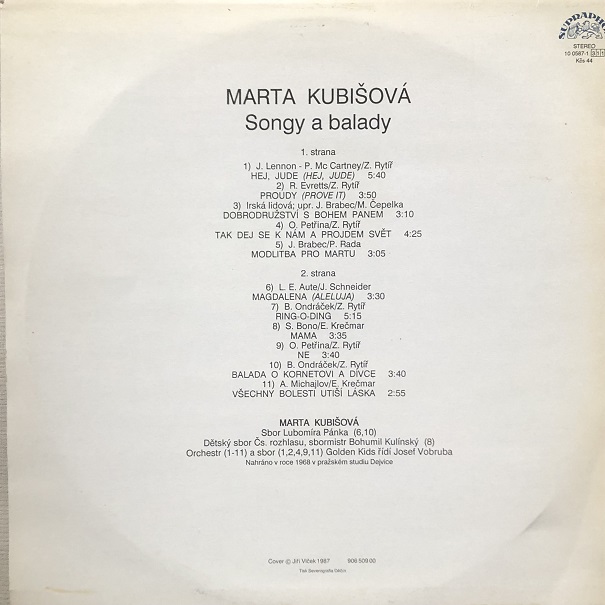 SUPRAPHON
STEREO
10 0587-1 311
Kčs 44
MARTA KUBIŠOVÁ
Songy a balady
1. strana
1) J. Lennon - P. Mc Cartney/Z. Rytíř
HEJ, JUDE (HEJ, JUDE) 5:40
2) R. Evretts/Z. Rytíř
PROUDY (PROVE IT) 3:50
3) Irská lidová; upr. J. Brabec/M. Čepelka
DOBRODRUŽSTVÍ S BOHEM PANEM 3:10
4) O. Petřina/Z. Rytíř
TAK DEJ SE K NÁM A PROJDEM SVĚT 4:25
5) J. Brabec/P. Rada
MODLITBA PRO MARTU 3:05
2. strana
6) L. E. Aute/J. Schneider
MAGDALENA (ALELUJA) 3:30
7) B. Ondráček/Z. Rytíř
RING-O-DING 5:15
8) S. Bono/E. Krečmar
MAMA 3:35
9) O. Petřina/Z. Rytíř
NE 3:40
10) B. Ondráček/Z. Rytíř
BALADA O KORNETOVI A DÍVCE 3:40
11) A. Michajlov/E. Krečmar
VŠECHNY BOLESTI UTIŠÍ LÁSKA 2:55
MARTA KUBIŠOVÁ
Sbor Lubomíra Pánka (6,10)
Dětský sbor Čs. rozhlasu, sbormistr Bohumil Kulínský (8)
Orchestr (1-11) a sbor (1,2,4,9,11) Golden Kids řídí Josef Vobruba
Nahráno v roce 1968 v pražském studiu Dejvice
Cover © Jiří Vlček 1987 906 509 00